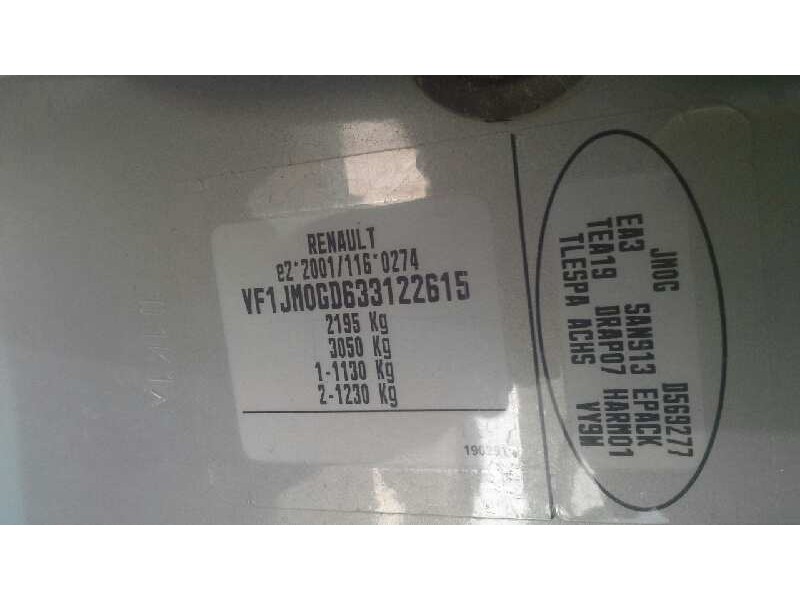 RENAULT
e2*2001/116*0274
VF1JM0GD633122615
2195 Kg
3050 Kg
1-1130 Kg
2-1230 Kg
JM0G D569277
EA3 SAN913 EPACK
TEA19 DRAP07 HARM01
TLESPA ACHS VY9M